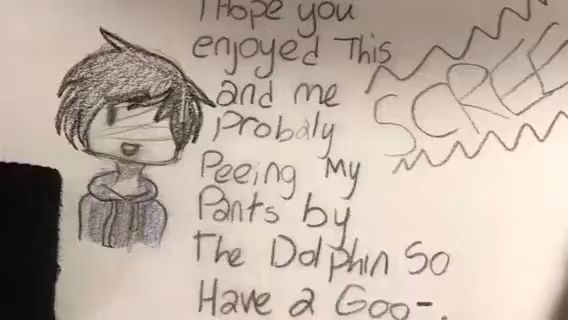 I Hope you
enjoyed This
and me
Probaly
Peeing My
Pants by
The Dolphin So
Have a Goo-.
SCREE